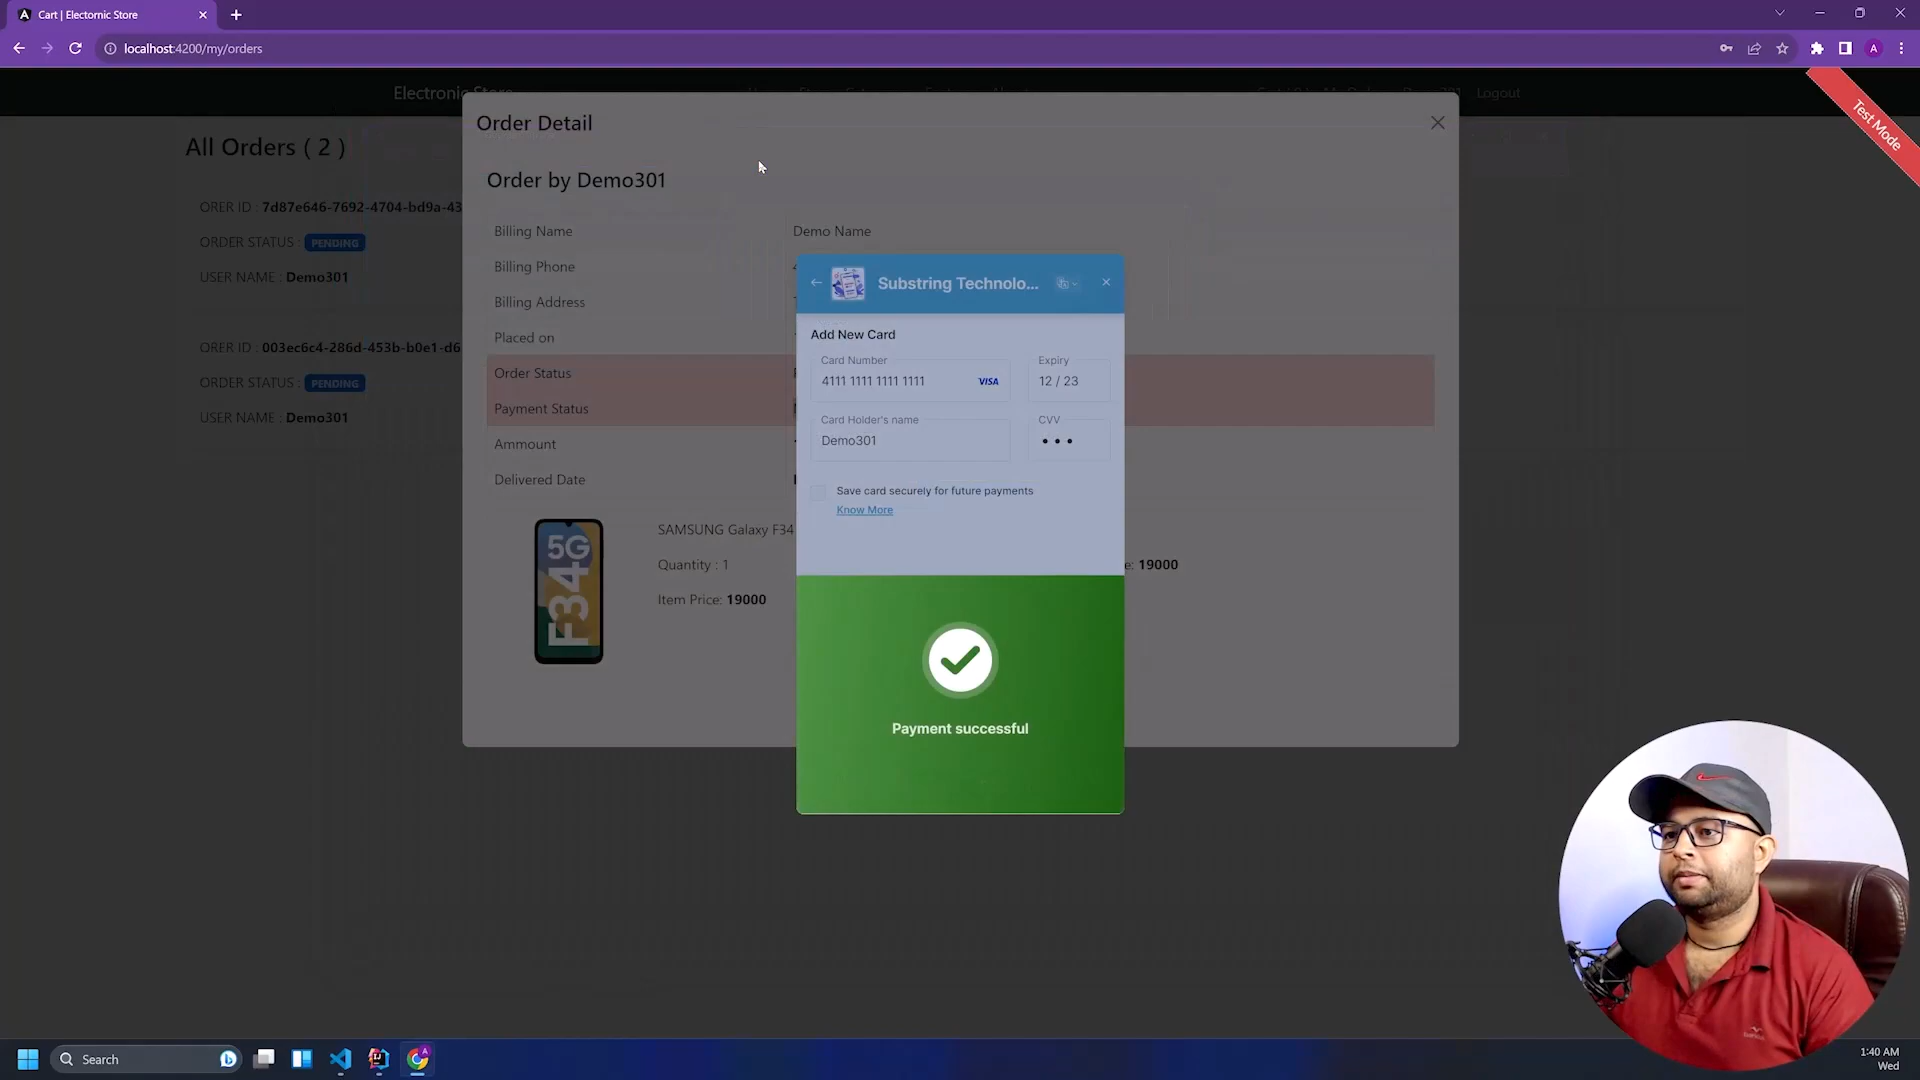 Cart | Electornic Store
localhost:4200/my/orders
A
Electronic Store
Logout
Test Mode
All Orders ( 2 )
ORER ID : 7d87e646-7692-4704-bd9a-43
ORDER STATUS : PENDING
USER NAME : Demo301
ORER ID : 003ec6c4-286d-453b-b0e1-d6
ORDER STATUS : PENDING
USER NAME : Demo301
Order Detail
Order by Demo301
Billing Name Demo Name
Billing Phone
Billing Address
Placed on
Order Status
Payment Status
Ammount
Delivered Date
5G
F34
SAMSUNG Galaxy F34
Quantity : 1
Item Price: 19000
e: 19000
Substring Technolo...
Add New Card
Card Number
4111 1111 1111 1111 VISA
Expiry
12 / 23
Card Holder's name
Demo301
CVV
Save card securely for future payments
Know More
Payment successful
Search
1:40 AM
Wed